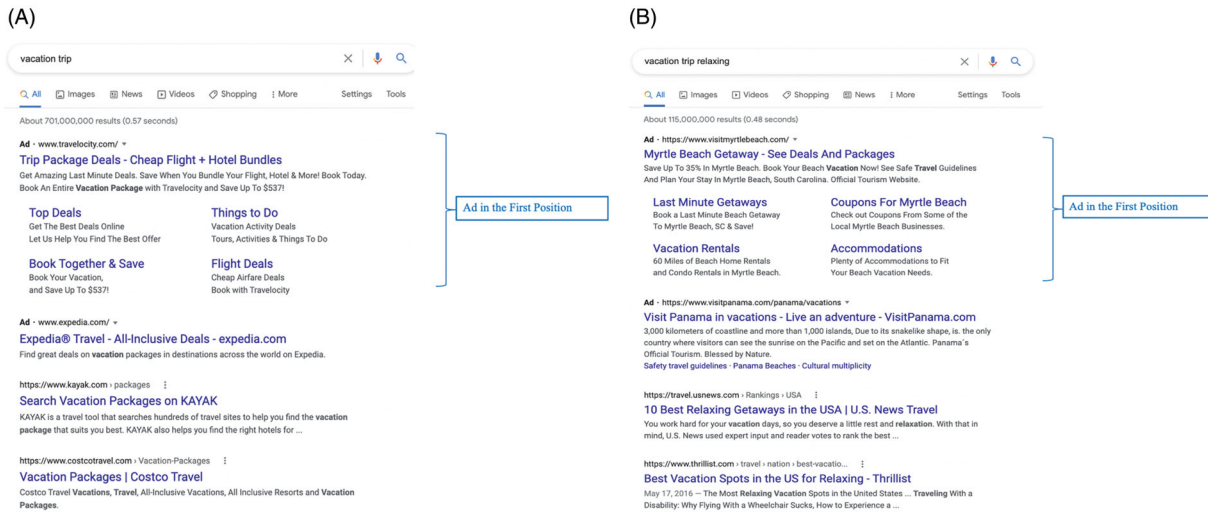 (A)
vacation trip
All Images News Videos Shopping More Settings Tools
About 701,000,000 results (0.57 seconds)
Ad · www.travelocity.com/
Trip Package Deals - Cheap Flight + Hotel Bundles
Get Amazing Last Minute Deals. Save When You Bundle Your Flight, Hotel & More! Book Today.
Book An Entire Vacation Package with Travelocity and Save Up To $537!
Top Deals
Get The Best Deals Online
Let Us Help You Find The Best Offer
Things to Do
Vacation Activity Deals
Tours, Activities & Things To Do
Book Together & Save
Book Your Vacation,
and Save Up To $537!
Flight Deals
Cheap Airfare Deals
Book with Travelocity
Ad in the First Position
Ad · www.expedia.com/
Expedia® Travel - All-Inclusive Deals - expedia.com
Find great deals on vacation packages in destinations across the world on Expedia.
https://www.kayak.com › packages
Search Vacation Packages on KAYAK
KAYAK is a travel tool that searches hundreds of travel sites to help you find the vacation
package that suits you best. KAYAK also helps you find the right hotels for ...
https://www.costcotravel.com › Vacation-Packages
Vacation Packages | Costco Travel
Costco Travel Vacations, Travel, All-Inclusive Vacations, All Inclusive Resorts and Vacation
Packages.
(B)
vacation trip relaxing
All Images Videos Shopping News More Settings Tools
About 115,000,000 results (0.48 seconds)
Ad · https://www.visitmyrtlebeach.com/
Myrtle Beach Getaway - See Deals And Packages
Save Up To 35% In Myrtle Beach. Book Your Beach Vacation Now! See Safe Travel Guidelines
And Plan Your Stay In Myrtle Beach, South Carolina. Official Tourism Website.
Last Minute Getaways
Book a Last Minute Beach Getaway
To Myrtle Beach, SC & Save!
Coupons For Myrtle Beach
Check out Coupons From Some of the
Local Myrtle Beach Businesses.
Vacation Rentals
60 Miles of Beach Home Rentals
and Condo Rentals in Myrtle Beach.
Accommodations
Plenty of Accommodations to Fit
Your Beach Vacation Needs.
Ad in the First Position
Ad · https://www.visitpanama.com/panama/vacations
Visit Panama in vacations - Live an adventure - VisitPanama.com
3,000 kilometers of coastline and more than 1,000 islands, Due to its snakelike shape, is. the only
country where visitors can see the sunrise on the Pacific and set on the Atlantic. Panama´s
Official Tourism. Blessed by Nature.
Safety travel guidelines · Panama Beaches · Cultural multiplicity
https://travel.usnews.com › Rankings › USA
10 Best Relaxing Getaways in the USA | U.S. News Travel
You work hard for your vacation days, so you deserve a little rest and relaxation. With that in
mind, U.S. News used expert input and reader votes to rank the best ...
https://www.thrillist.com › travel › nation › best-vacatio...
Best Vacation Spots in the US for Relaxing - Thrillist
May 17, 2016 — The Most Relaxing Vacation Spots in the United States ... Traveling With a
Disability: Why Flying With a Wheelchair Sucks, How to Experience a ...